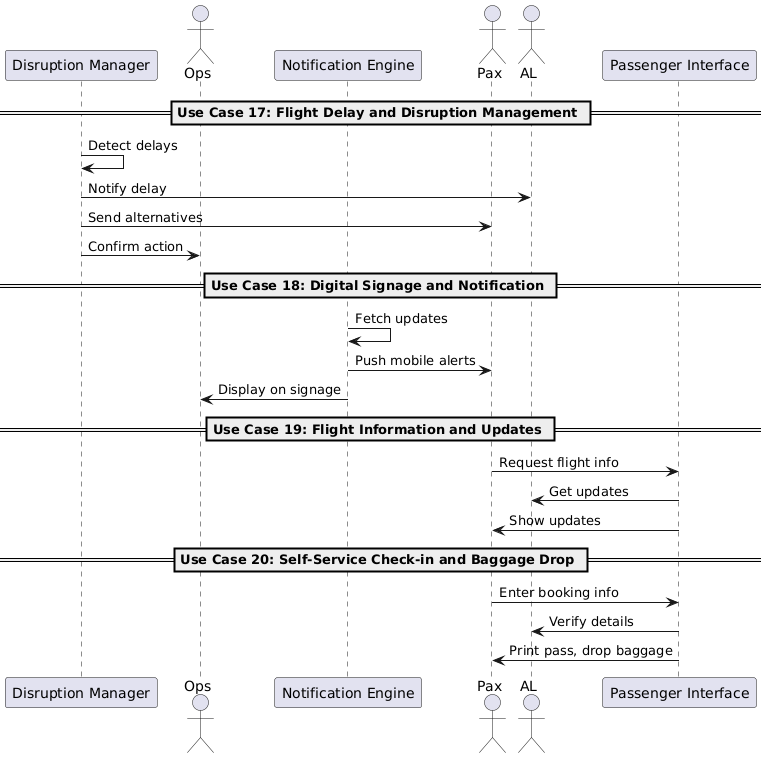 Disruption Manager
Ops
Notification Engine
Pax
AL
Passenger Interface
Use Case 17: Flight Delay and Disruption Management
Detect delays
Notify delay
Send alternatives
Confirm action
Use Case 18: Digital Signage and Notification
Fetch updates
Push mobile alerts
Display on signage
Use Case 19: Flight Information and Updates
Request flight info
Get updates
Show updates
Use Case 20: Self-Service Check-in and Baggage Drop
Enter booking info
Verify details
Print pass, drop baggage
Disruption Manager
Ops
Notification Engine
Pax
AL
Passenger Interface